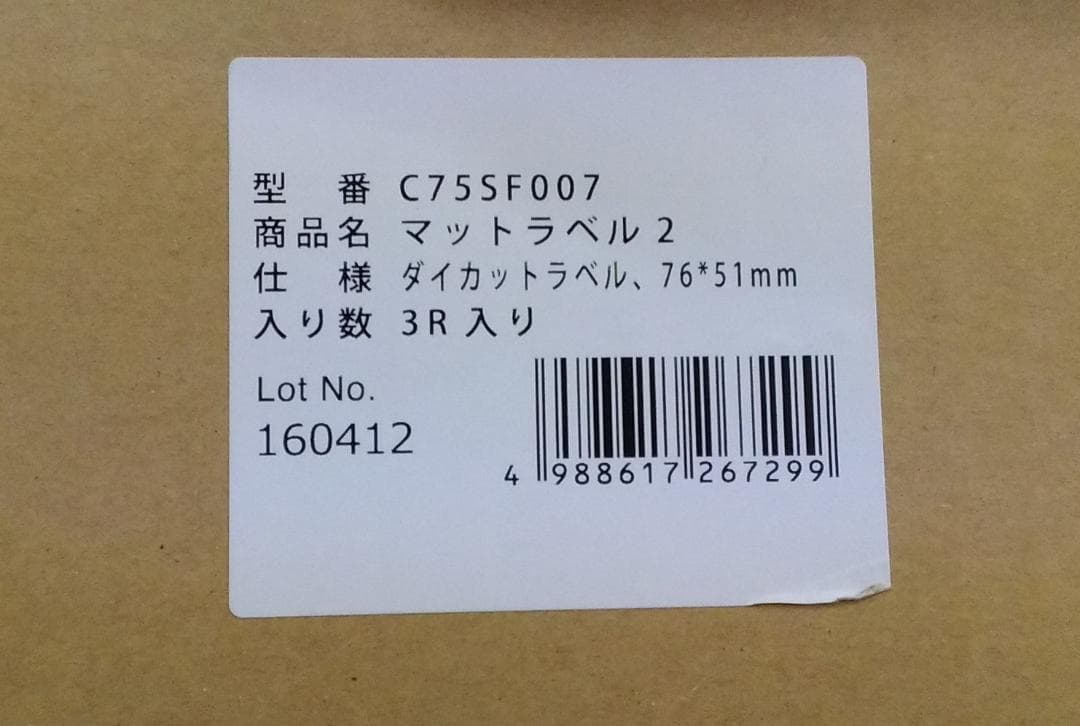 型　番 C75SF007
商品名 マットラベル 2
仕　様 ダイカットラベル、76*51mm
入り数 3R 入り
Lot No.
160412
4 988617 267299